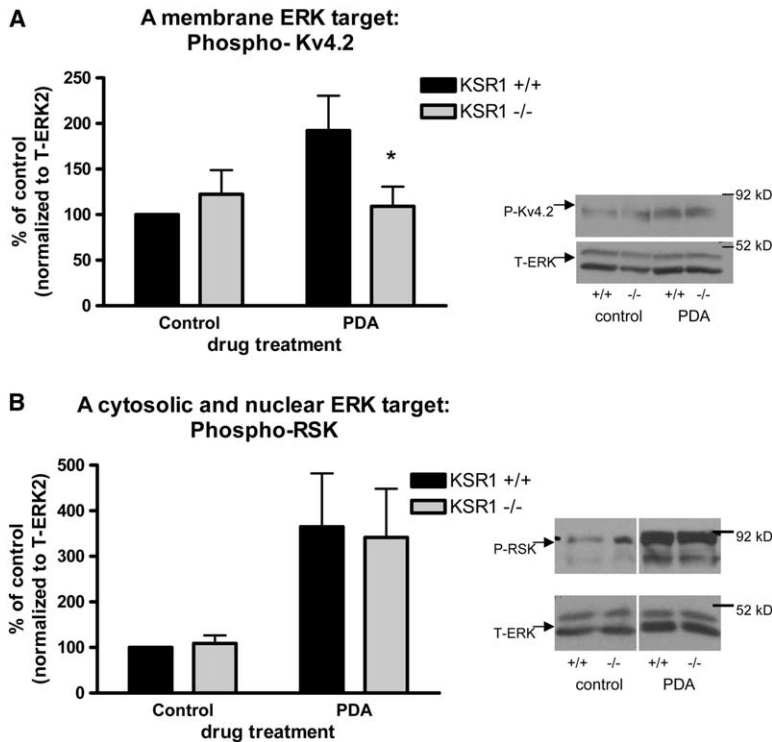 A
A membrane ERK target:
Phospho- Kv4.2
% of control
(normalized to T-ERK2)
250
200
150
100
50
0
*
Control
PDA
drug treatment
KSR1 +/+
KSR1 -/-
P-Kv4.2
92 kD
T-ERK
52 kD
+/+ -/- +/+ -/-
control PDA
B
A cytosolic and nuclear ERK target:
Phospho-RSK
% of control
(normalized to T-ERK2)
500
400
300
200
100
0
Control
PDA
drug treatment
KSR1 +/+
KSR1 -/-
P-RSK
92 kD
T-ERK
52 kD
+/+ -/- +/+ -/-
control PDA